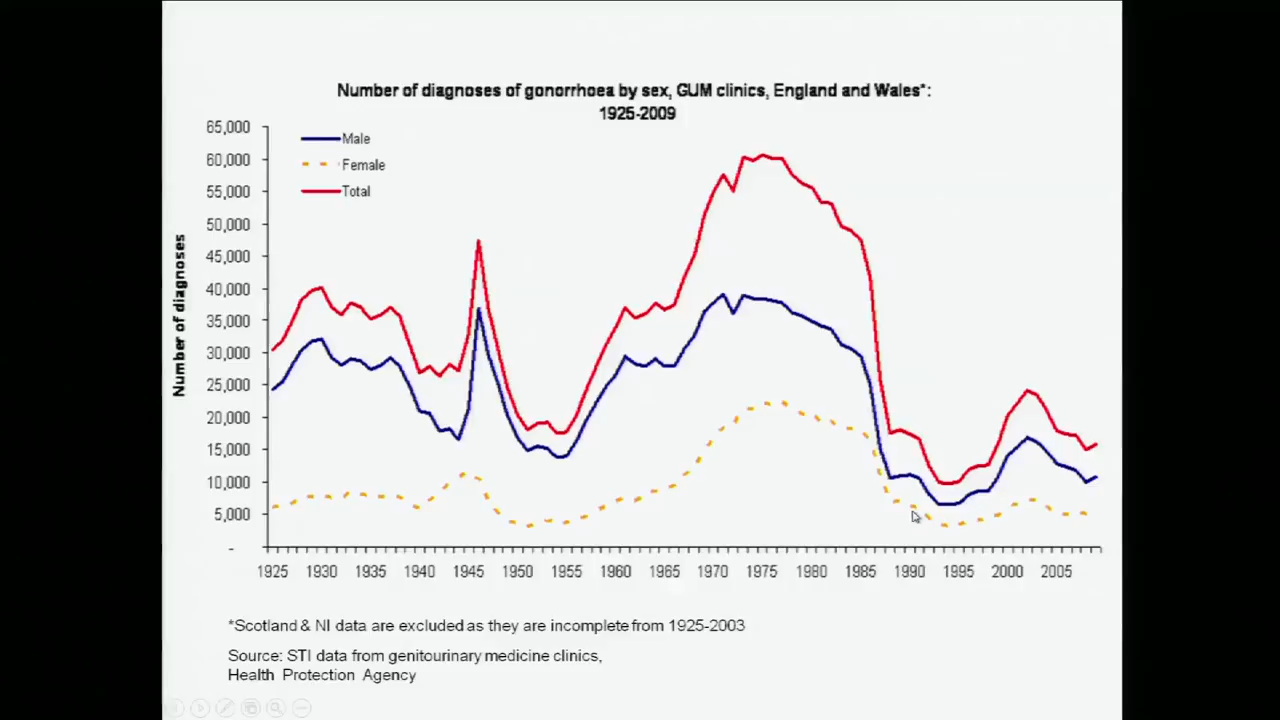 Number of diagnoses of gonorrhoea by sex, GUM clinics, England and Wales*:
1925-2009
65,000
60,000
55,000
50,000
45,000
40,000
35,000
30,000
25,000
20,000
15,000
10,000
5,000
-
Number of diagnoses
Male
Female
Total
1925 1930 1935 1940 1945 1950 1955 1960 1965 1970 1975 1980 1985 1990 1995 2000 2005
*Scotland & NI data are excluded as they are incomplete from 1925-2003
Source: STI data from genitourinary medicine clinics,
Health Protection Agency